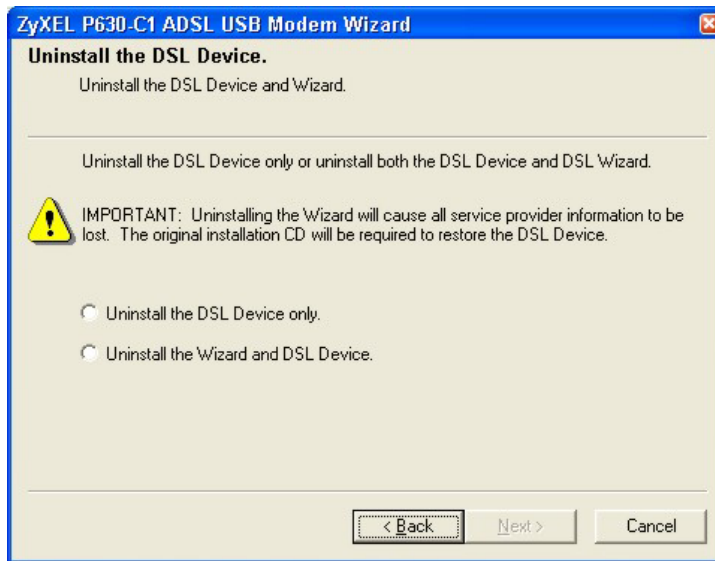 ZyXEL P630-C1 ADSL USB Modem Wizard
Uninstall the DSL Device.
Uninstall the DSL Device and Wizard.
Uninstall the DSL Device only or uninstall both the DSL Device and DSL Wizard.
IMPORTANT: Uninstalling the Wizard will cause all service provider information to be
lost. The original installation CD will be required to restore the DSL Device.
Uninstall the DSL Device only.
Uninstall the Wizard and DSL Device.
< Back Next > Cancel